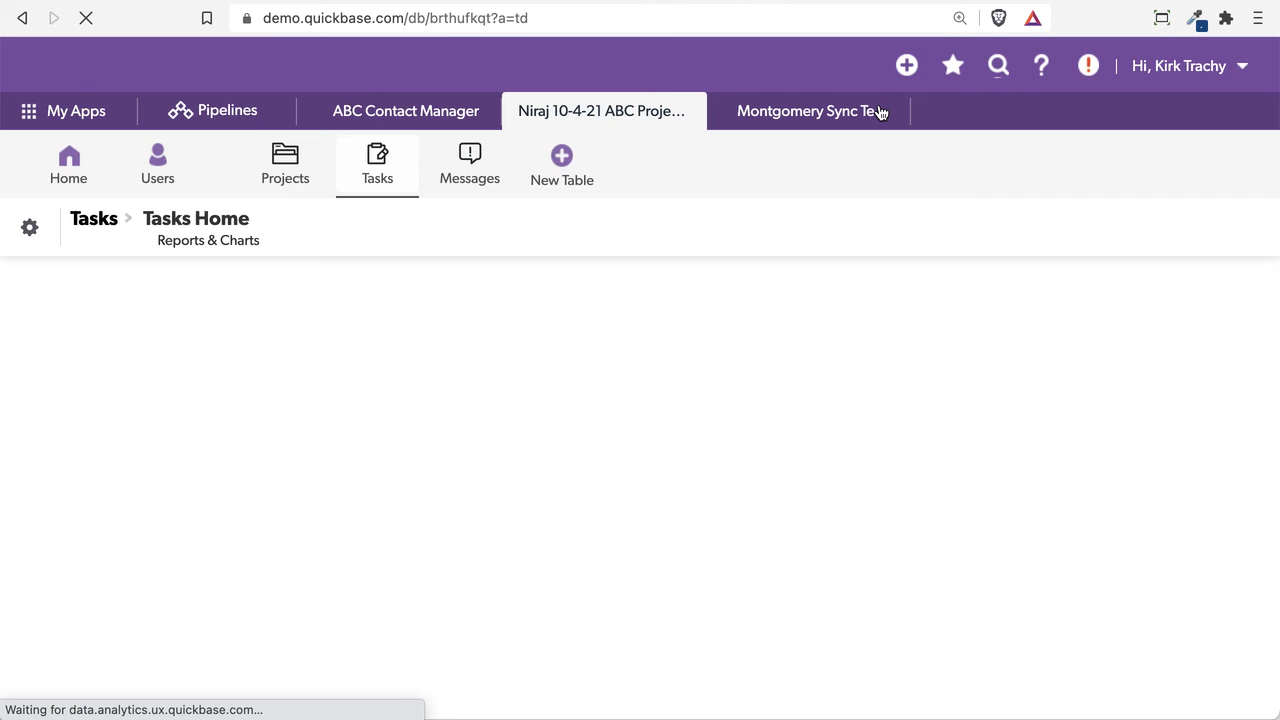 demo.quickbase.com/db/brthufkqt?a=td
Hi, Kirk Trachy
My Apps
Pipelines
ABC Contact Manager
Niraj 10-4-21 ABC Proje...
Montgomery Sync Te
Home
Users
Projects
Tasks
Messages
New Table
Tasks > Tasks Home
Reports & Charts
Waiting for data.analytics.ux.quickbase.com...